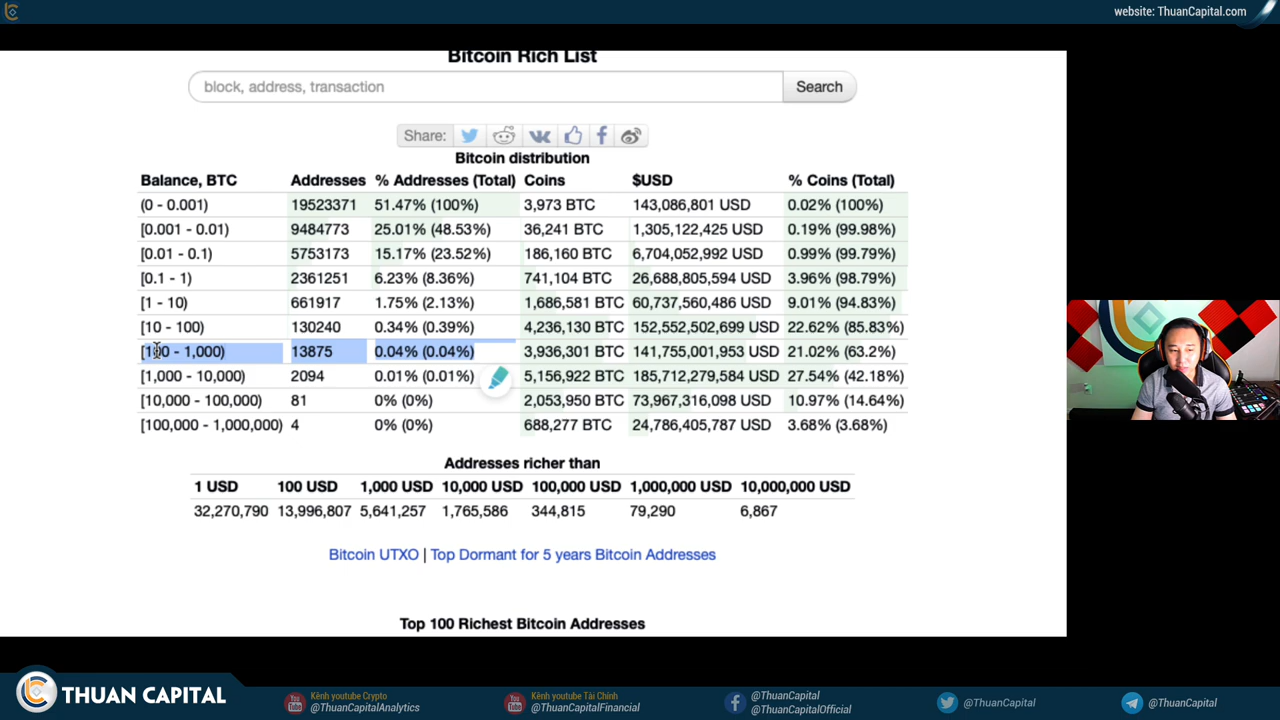 website: ThuanCapital.com
Bitcoin Rich List
block, address, transaction Search
Share:
Bitcoin distribution
Balance, BTC Addresses % Addresses (Total) Coins $USD % Coins (Total)
(0 - 0.001) 19523371 51.47% (100%) 3,973 BTC 143,086,801 USD 0.02% (100%)
[0.001 - 0.01) 9484773 25.01% (48.53%) 36,241 BTC 1,305,122,425 USD 0.19% (99.98%)
[0.01 - 0.1) 5753173 15.17% (23.52%) 186,160 BTC 6,704,052,992 USD 0.99% (99.79%)
[0.1 - 1) 2361251 6.23% (8.36%) 741,104 BTC 26,688,805,594 USD 3.96% (98.79%)
[1 - 10) 661917 1.75% (2.13%) 1,686,581 BTC 60,737,560,486 USD 9.01% (94.83%)
[10 - 100) 130240 0.34% (0.39%) 4,236,130 BTC 152,552,502,699 USD 22.62% (85.83%)
[100 - 1,000) 13875 0.04% (0.04%) 3,936,301 BTC 141,755,001,953 USD 21.02% (63.2%)
[1,000 - 10,000) 2094 0.01% (0.01%) 5,156,922 BTC 185,712,279,584 USD 27.54% (42.18%)
[10,000 - 100,000) 81 0% (0%) 2,053,950 BTC 73,967,316,098 USD 10.97% (14.64%)
[100,000 - 1,000,000) 4 0% (0%) 688,277 BTC 24,786,405,787 USD 3.68% (3.68%)
Addresses richer than
1 USD 100 USD 1,000 USD 10,000 USD 100,000 USD 1,000,000 USD 10,000,000 USD
32,270,790 13,996,807 5,641,257 1,765,586 344,815 79,290 6,867
Bitcoin UTXO | Top Dormant for 5 years Bitcoin Addresses
Top 100 Richest Bitcoin Addresses
THUAN CAPITAL
Kênh youtube Crypto
@ThuanCapitalAnalytics
Kênh youtube Tài Chính
@ThuanCapitalFinancial
@ThuanCapital
@ThuanCapitalOfficial
@ThuanCapital
@ThuanCapital